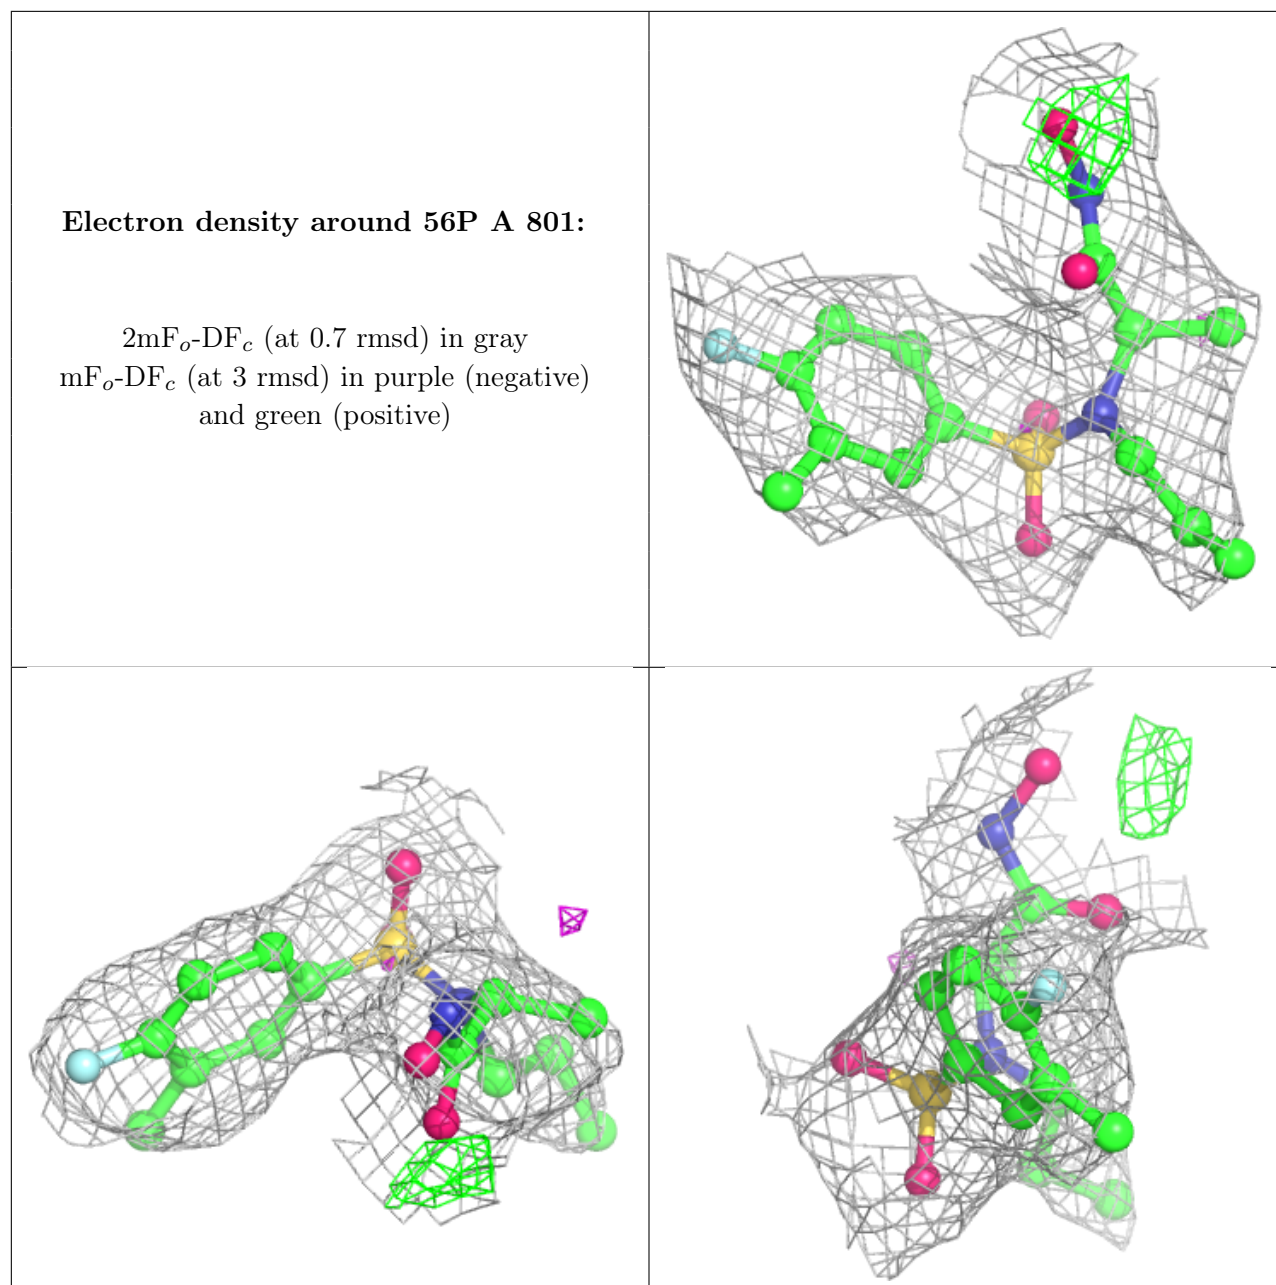 Electron density around 56P A 801:
2mFo-DFc (at 0.7 rmsd) in gray
mFo-DFc (at 3 rmsd) in purple (negative)
and green (positive)